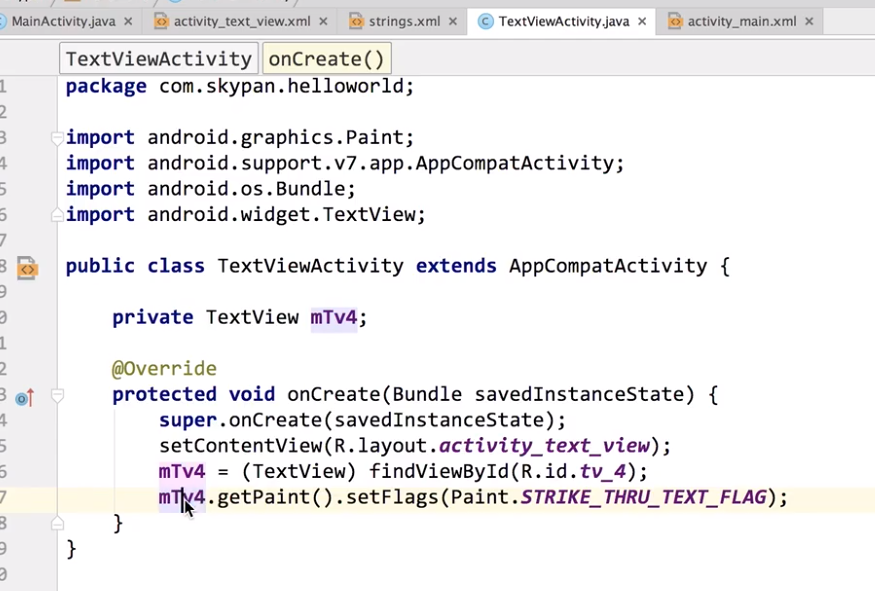 MainActivity.java activity_text_view.xml strings.xml TextViewActivity.java activity_main.xml
TextViewActivity onCreate()
1 package com.skypan.helloworld;
2
3 import android.graphics.Paint;
4 import android.support.v7.app.AppCompatActivity;
5 import android.os.Bundle;
6 import android.widget.TextView;
7
8 public class TextViewActivity extends AppCompatActivity {
9
0 private TextView mTv4;
1
2 @Override
3 protected void onCreate(Bundle savedInstanceState) {
4 super.onCreate(savedInstanceState);
5 setContentView(R.layout.activity_text_view);
6 mTv4 = (TextView) findViewById(R.id.tv_4);
7 mTv4.getPaint().setFlags(Paint.STRIKE_THRU_TEXT_FLAG);
8 }
9 }
0